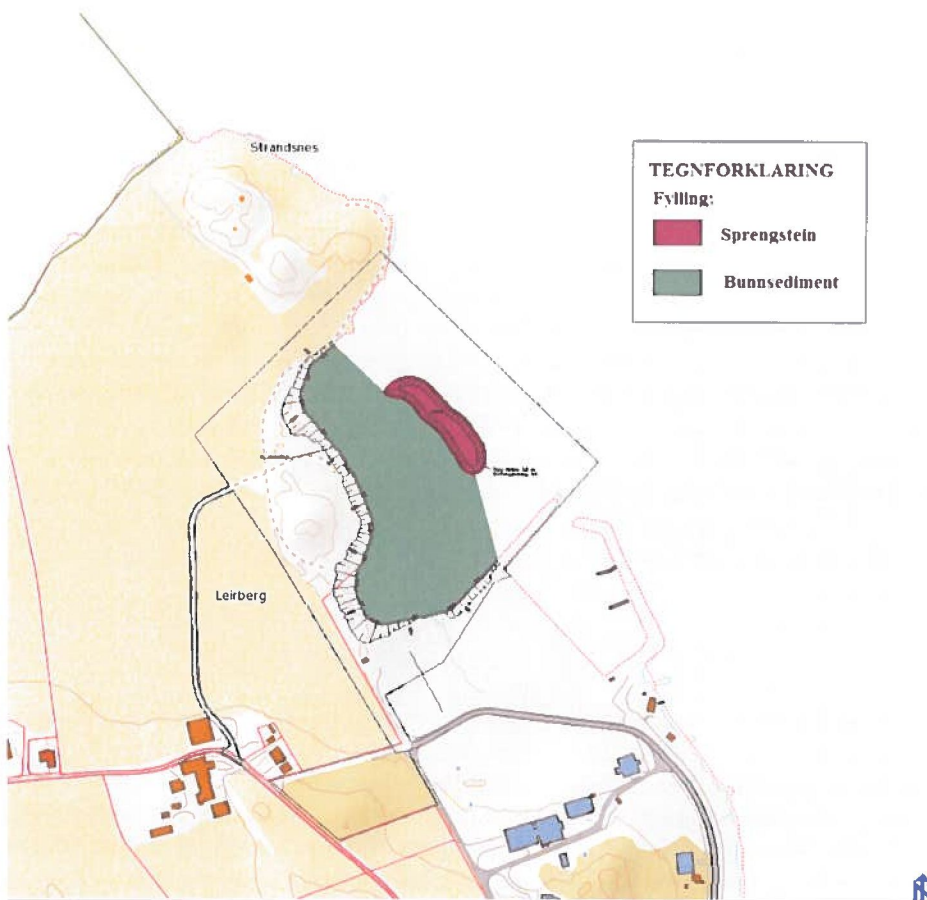 Strandsnes
TEGNFORKLARING
Fylling:
Sprengstein
Bunnsediment
Leirberg